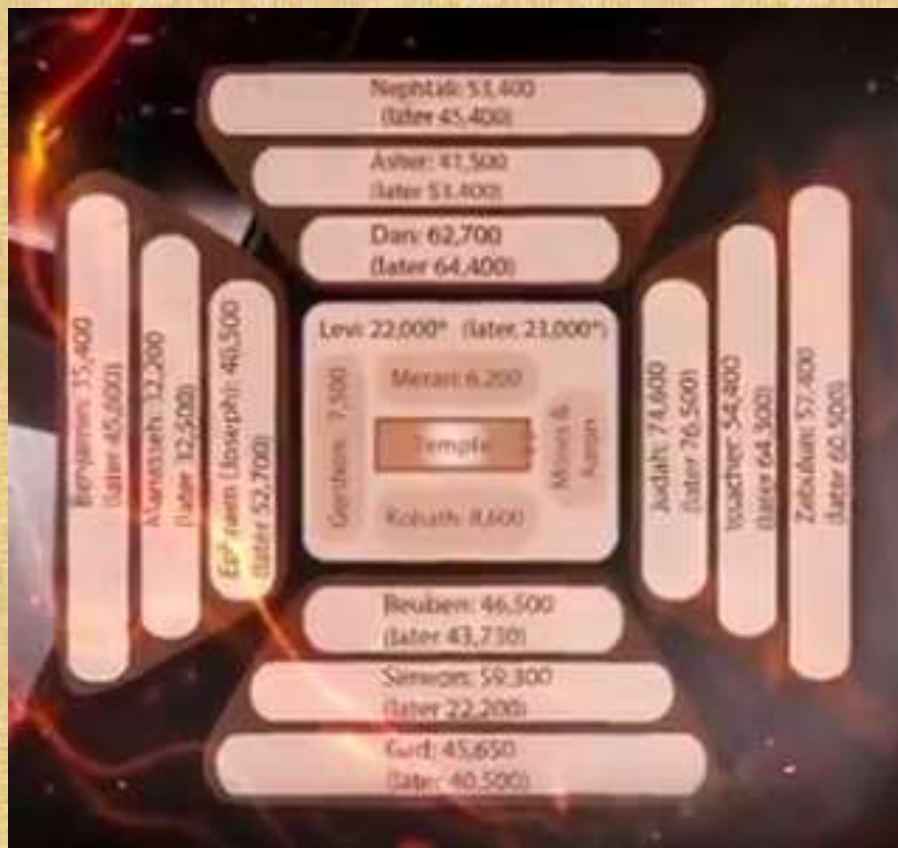 Nephtali: 53,400
(later 45,400)
Asher: 41,500
(later 53,400)
Dan: 62,700
(later 64,400)
Benjamin: 35,400
(later 45,600)
Manasseh: 32,200
(later 32,500)
(Joseph): 40,500
(later 52,700)
Levi: 22,000* (later, 23,000*)
Merari: 6,200
Gershon: 7,500
Temple
Moses &
Aaron
Kohath: 8,600
Judah: 74,600
(later 76,500)
Issacher: 54,400
(later 64,300)
Zebulun: 57,400
(later 60,500)
Reuben: 46,500
(later 43,730)
Simeon: 59,300
(later 22,200)
Gad: 45,650
(later 40,500)